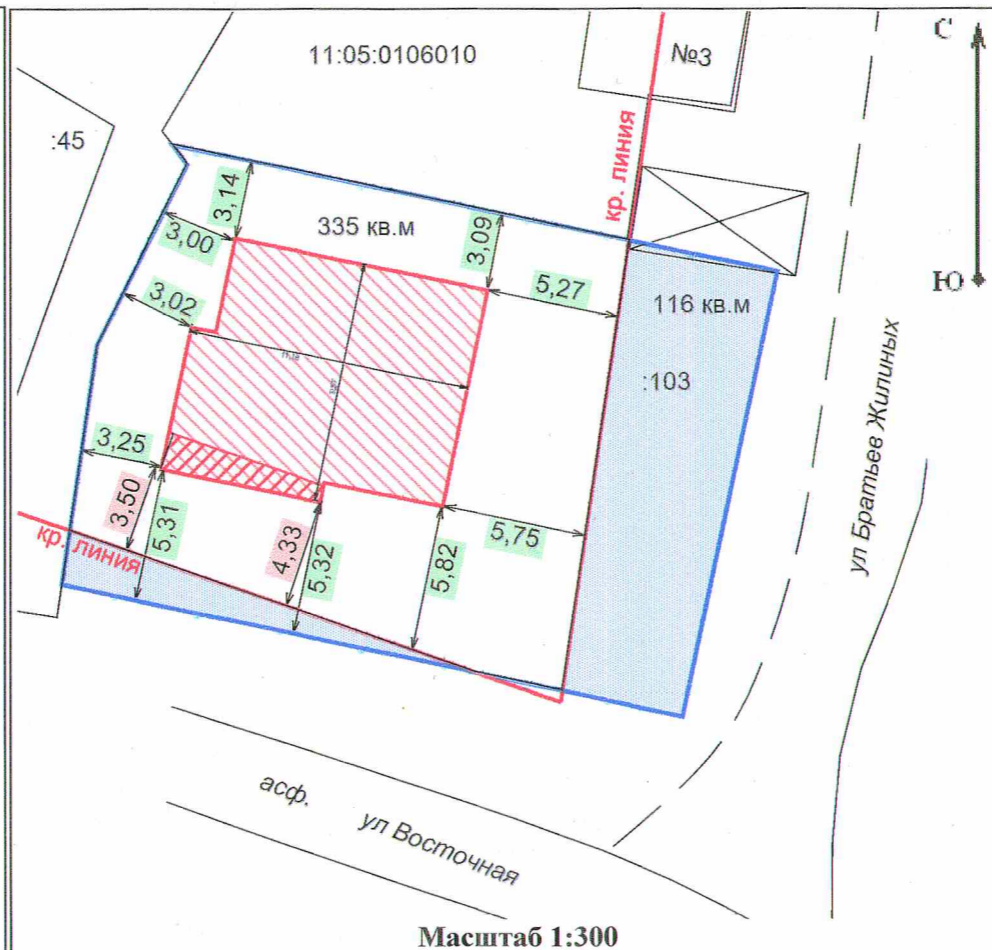 С
11:05:0106010
№3
:45
кр. линия
3,14
335 кв.м
3,09
3,00
5,27
Ю
3,02
116 кв.м
:103
ул Братьев Жилиных
3,25
3,50
5,31
4,33
5,32
5,82
5,75
кр. линия
асф.
ул Восточная
Масштаб 1:300